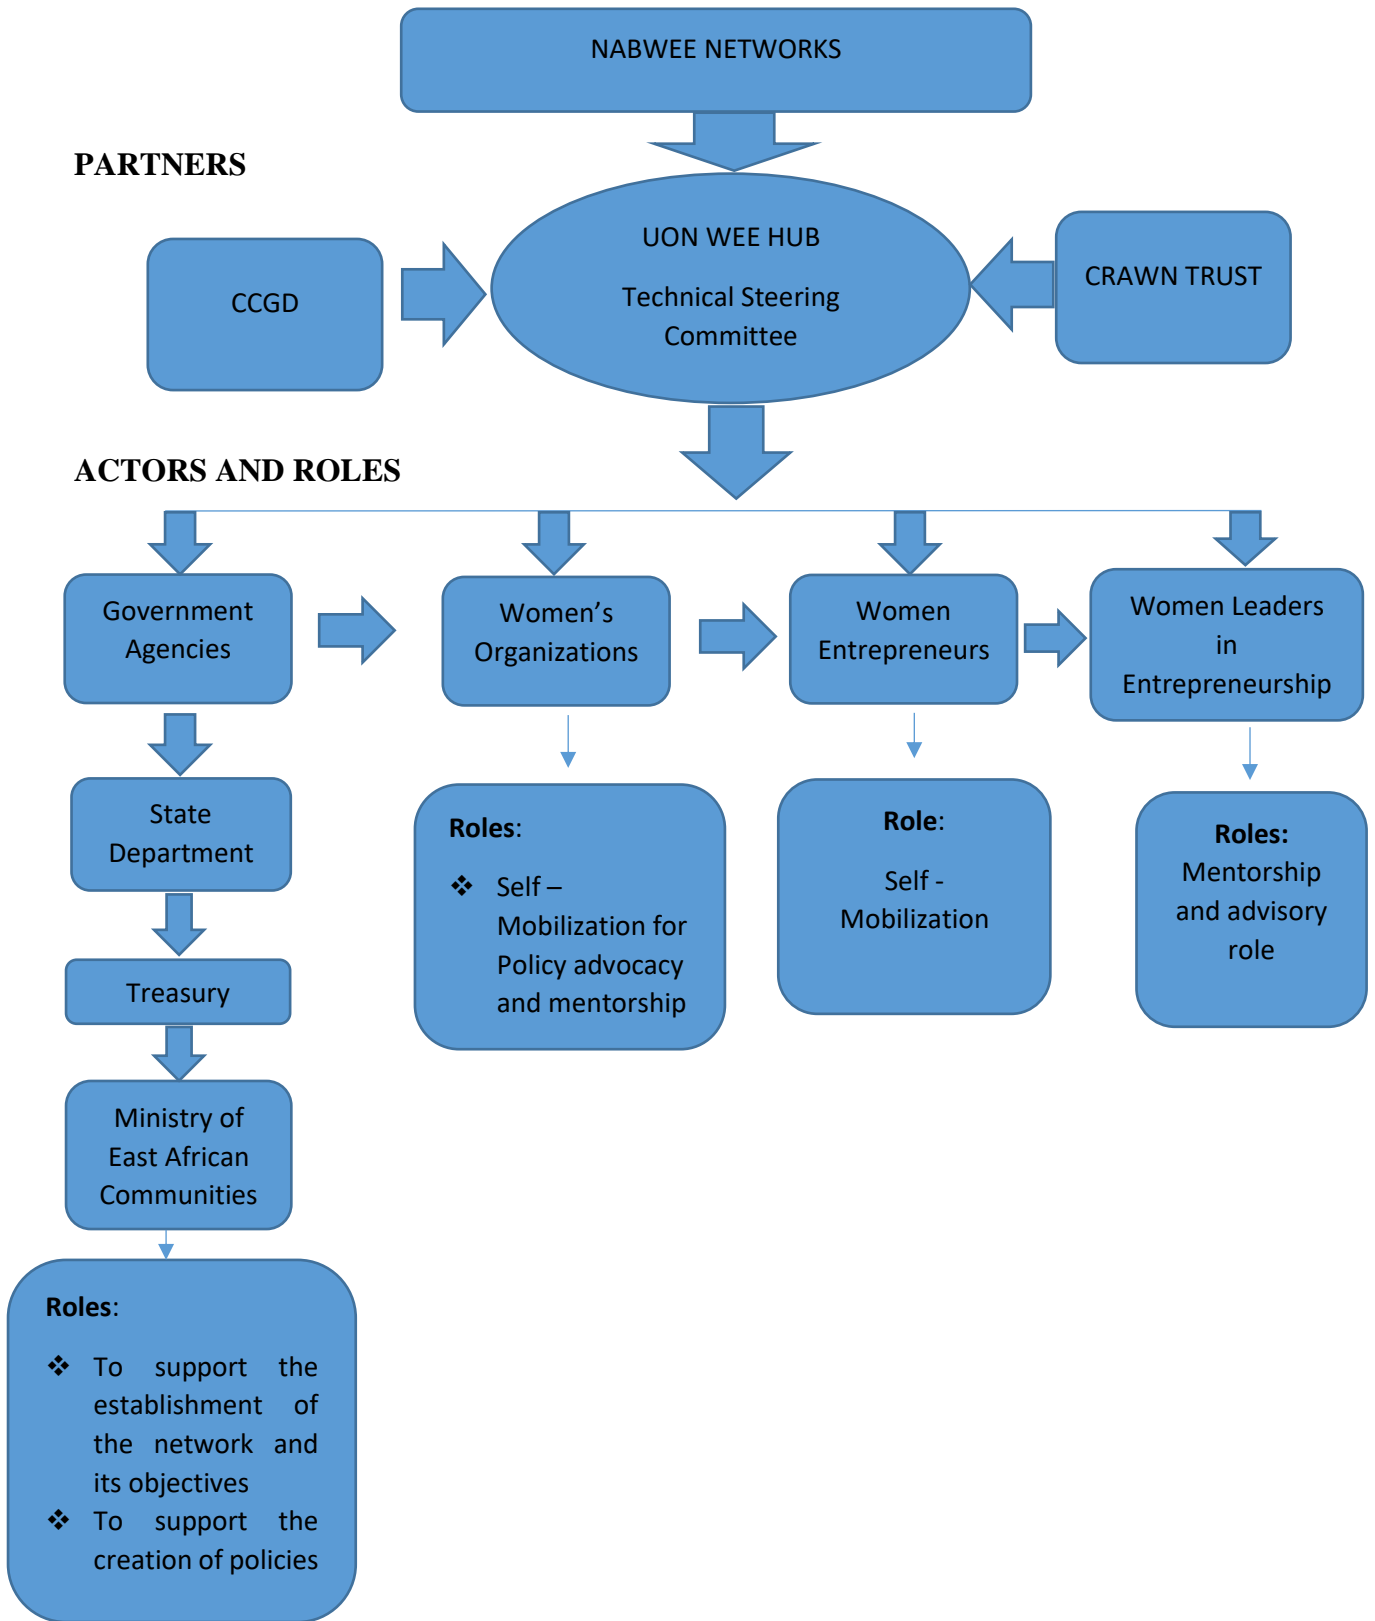 NABWEE NETWORKS
PARTNERS
CCGD
UON WEE HUB
Technical Steering
Committee
CRAWN TRUST
ACTORS AND ROLES
Government
Agencies
Women’s
Organizations
Women
Entrepreneurs
Women Leaders
in
Entrepreneurship
State
Department
Treasury
Ministry of
East African
Communities
Roles:
❖ To support the
establishment of
the network and
its objectives
❖ To support the
creation of policies
Roles:
❖ Self –
Mobilization for
Policy advocacy
and mentorship
Role:
Self -
Mobilization
Roles:
Mentorship
and advisory
role